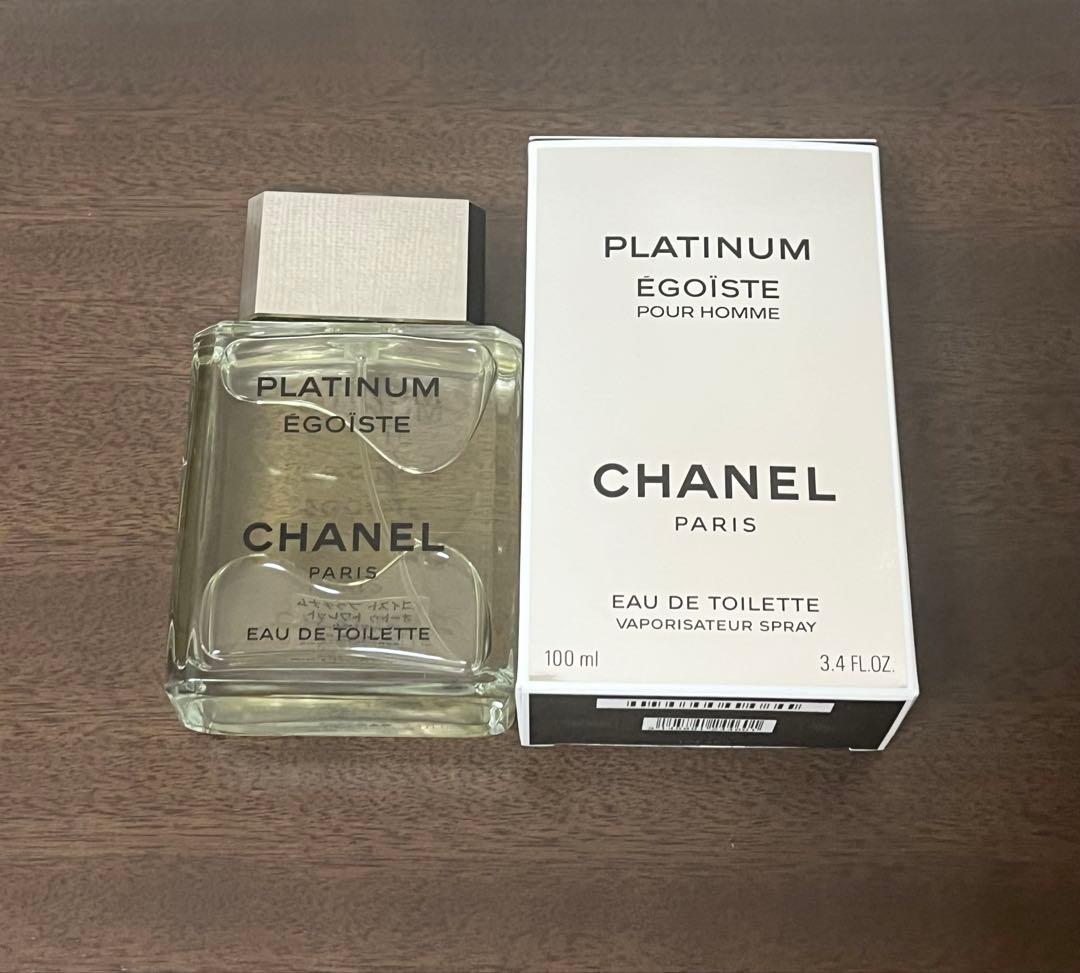 PLATINUM
ÉGOÏSTE
CHANEL
PARIS
EAU DE TOILETTE
PLATINUM
ÉGOÏSTE
POUR HOMME
CHANEL
PARIS
EAU DE TOILETTE
VAPORISATEUR SPRAY
100 ml
3.4 FL.OZ.